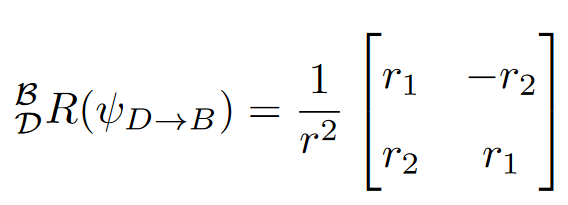 $$^{\mathcal{B}}_{\mathcal{D}}R(\psi_{D \to B}) = \frac{1}{r^2} \begin{bmatrix} r_1 & -r_2 \\ r_2 & r_1 \end{bmatrix}$$